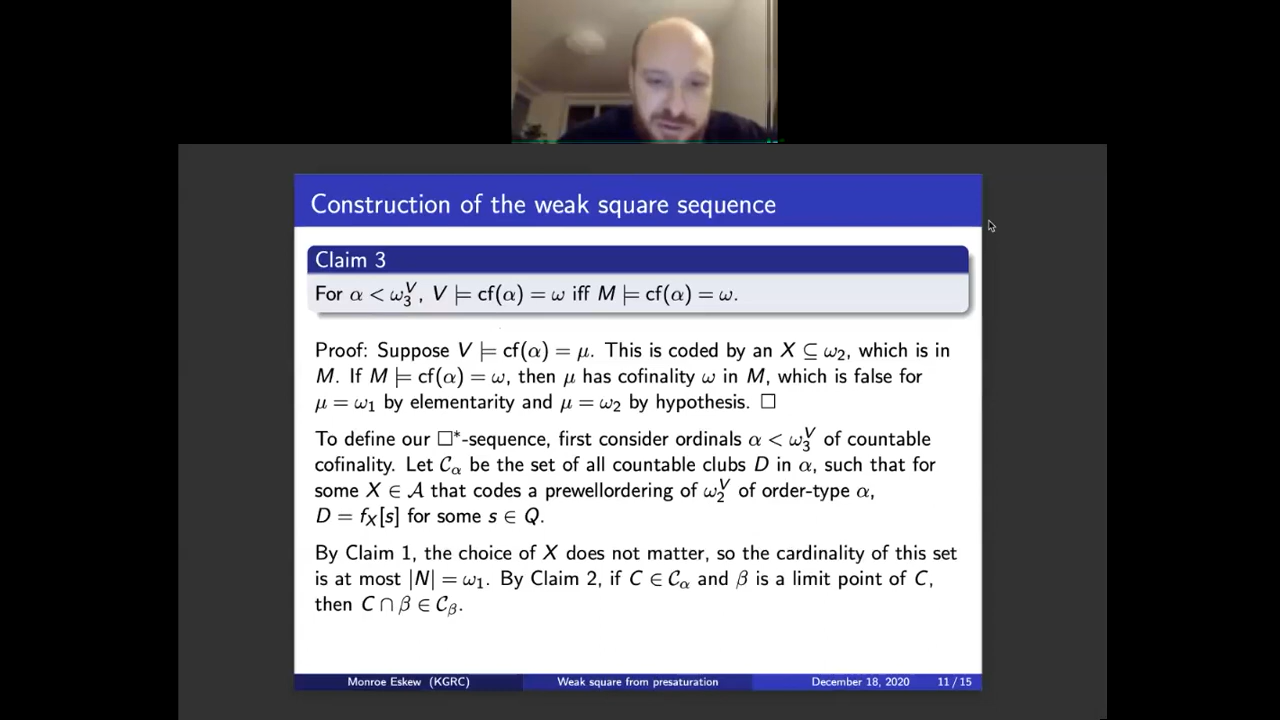 Construction of the weak square sequence
Claim 3
For α < ω₃ⱽ, V ⊨ cf(α) = ω iff M ⊨ cf(α) = ω.
Proof: Suppose V ⊨ cf(α) = μ. This is coded by an X ⊆ ω₂, which is in
M. If M ⊨ cf(α) = ω, then μ has cofinality ω in M, which is false for
μ = ω₁ by elementarity and μ = ω₂ by hypothesis. □
To define our □*-sequence, first consider ordinals α < ω₃ⱽ of countable
cofinality. Let 𝒞_α be the set of all countable clubs D in α, such that for
some X ∈ 𝒜 that codes a prewellordering of ω₂ⱽ of order-type α,
D = f_X[s] for some s ∈ Q.
By Claim 1, the choice of X does not matter, so the cardinality of this set
is at most |N| = ω₁. By Claim 2, if C ∈ 𝒞_α and β is a limit point of C,
then C ∩ β ∈ 𝒞_β.
Monroe Eskew (KGRC) Weak square from presaturation December 18, 2020 11 / 15